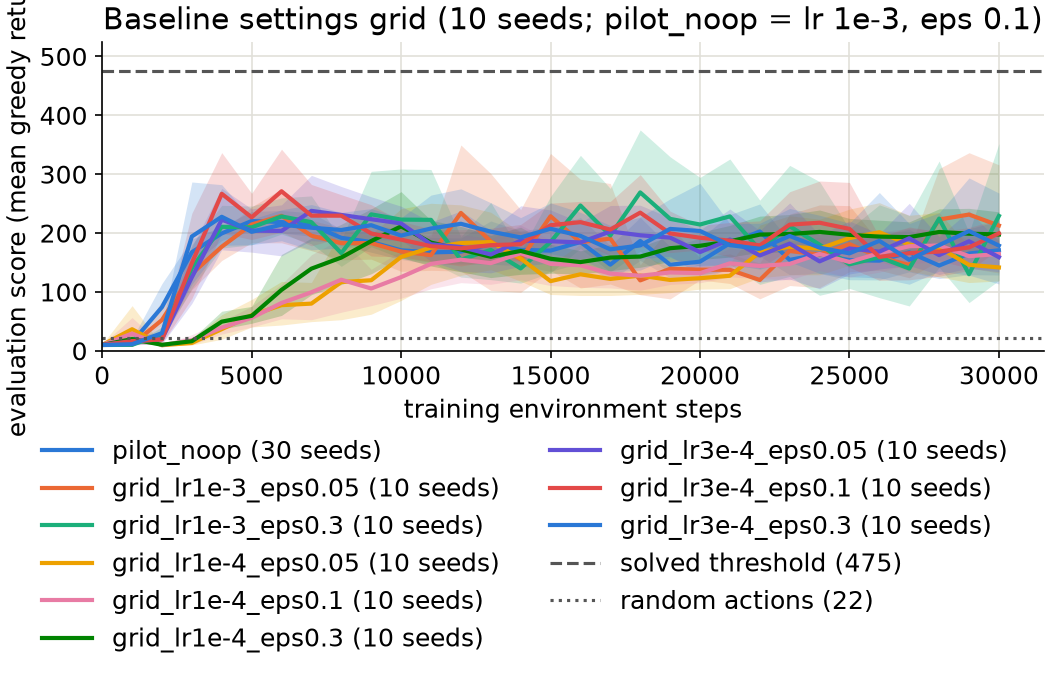 Baseline settings grid (10 seeds; pilot_noop = lr 1e-3, eps 0.1)
evaluation score (mean greedy
500
400
300
200
100
0
0 5000 10000 15000 20000 25000 30000
training environment steps
pilot_noop (30 seeds)
grid_lr1e-3_eps0.05 (10 seeds)
grid_lr1e-3_eps0.3 (10 seeds)
grid_lr1e-4_eps0.05 (10 seeds)
grid_lr1e-4_eps0.1 (10 seeds)
grid_lr1e-4_eps0.3 (10 seeds)
grid_lr3e-4_eps0.05 (10 seeds)
grid_lr3e-4_eps0.1 (10 seeds)
grid_lr3e-4_eps0.3 (10 seeds)
solved threshold (475)
random actions (22)